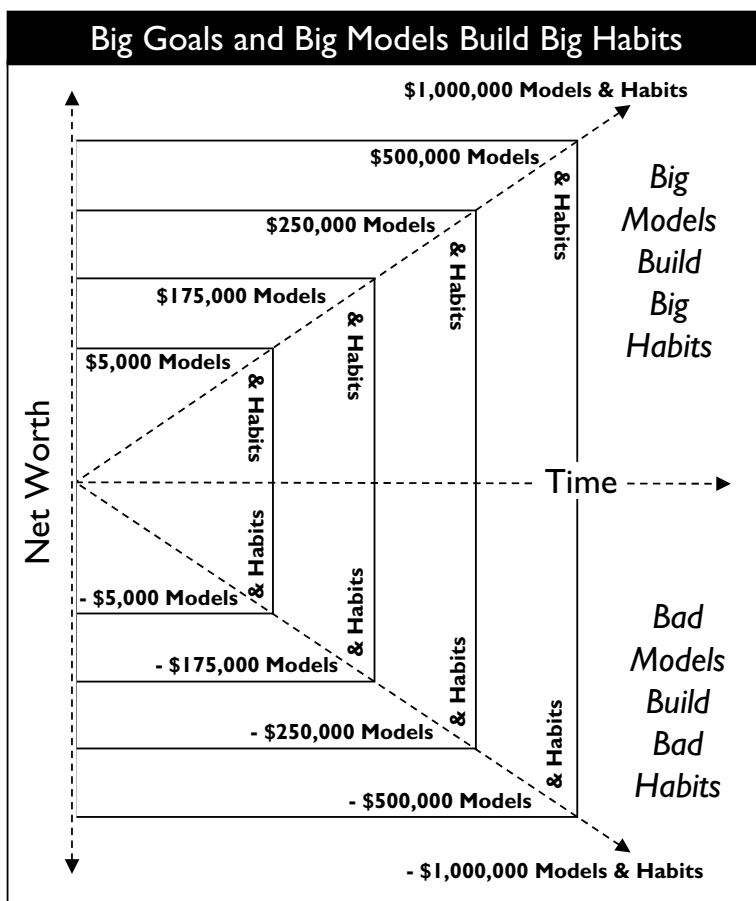 Big Goals and Big Models Build Big Habits
$1,000,000 Models & Habits
$500,000 Models
& Habits
$250,000 Models
& Habits
$175,000 Models
& Habits
$5,000 Models
& Habits
Big
Models
Build
Big
Habits
Net Worth
Time
- $5,000 Models
& Habits
- $175,000 Models
& Habits
- $250,000 Models
& Habits
- $500,000 Models
& Habits
- $1,000,000 Models & Habits
Bad
Models
Build
Bad
Habits